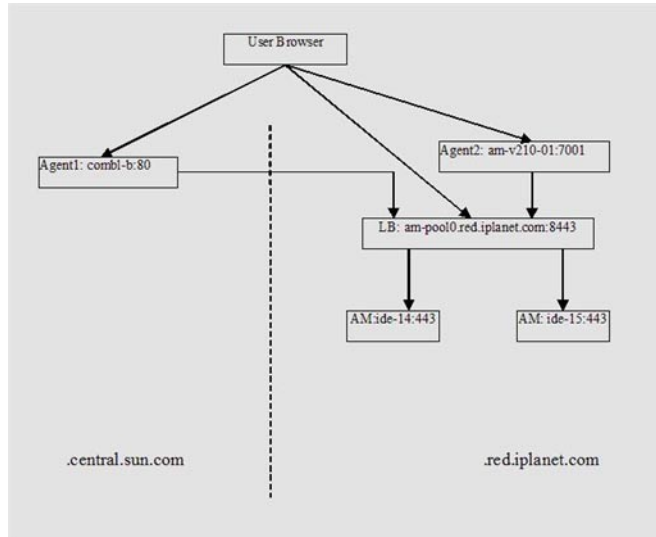 User Browser
Agent1: combl-b:80
Agent2: am-v210-01:7001
LB: am-pool0.red.iplanet.com:8443
AM:ide-14:443
AM: ide-15:443
.central.sun.com
.red.iplanet.com